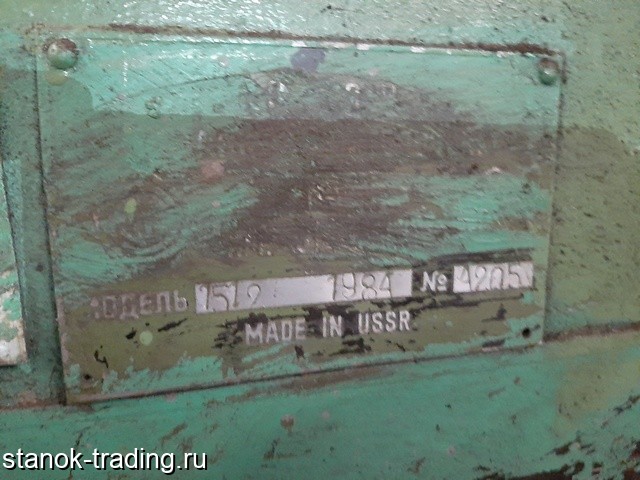 МОДЕЛЬ 1512 1984 № 4205
MADE IN USSR
stanok-trading.ru